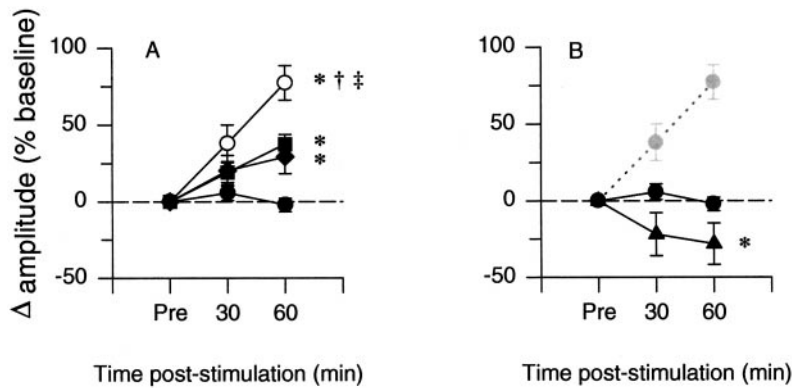 A
B
Δ amplitude (% baseline)
100
50
0
-50
* † ‡
*
*
Pre 30 60
Time post-stimulation (min)
100
50
0
-50
*
Pre 30 60
Time post-stimulation (min)